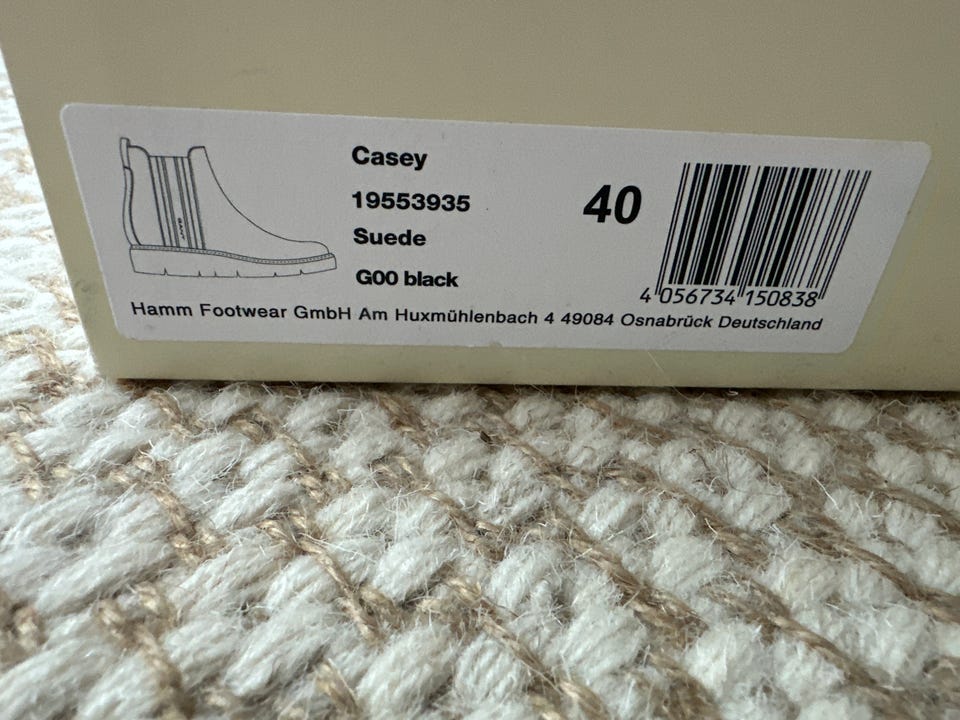 Casey
19553935
Suede
G00 black
40
4 056734 150838
Hamm Footwear GmbH Am Huxmühlenbach 4 49084 Osnabrück Deutschland